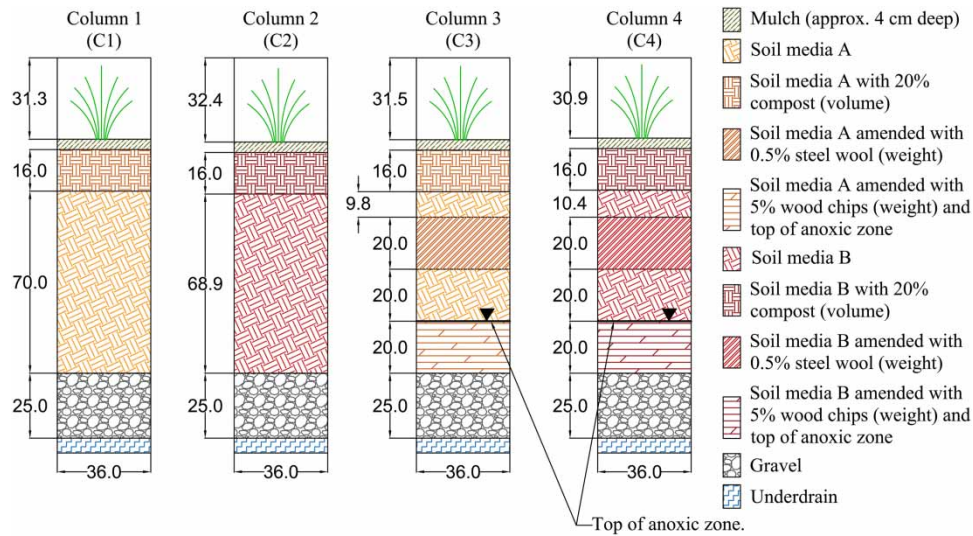 Column 1
(C1)
31.3
16.0
70.0
25.0
36.0
Column 2
(C2)
32.4
16.0
68.9
25.0
36.0
Column 3
(C3)
31.5
16.0
9.8
20.0
20.0
20.0
25.0
36.0
Column 4
(C4)
30.9
16.0
10.4
20.0
20.0
20.0
25.0
36.0
Top of anoxic zone.
Mulch (approx. 4 cm deep)
Soil media A
Soil media A with 20%
compost (volume)
Soil media A amended with
0.5% steel wool (weight)
Soil media A amended with
5% wood chips (weight) and
top of anoxic zone
Soil media B
Soil media B with 20%
compost (volume)
Soil media B amended with
0.5% steel wool (weight)
Soil media B amended with
5% wood chips (weight) and
top of anoxic zone
Gravel
Underdrain